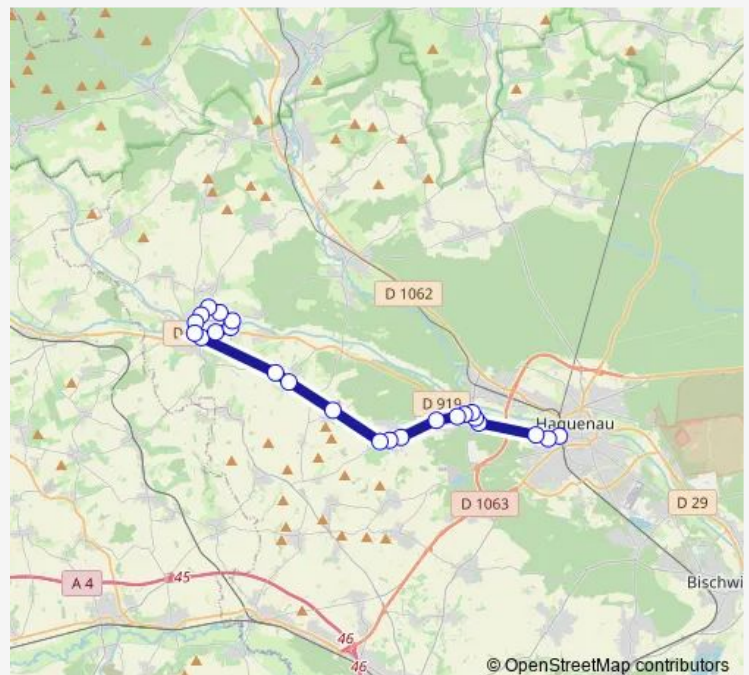 D 1062
D
D 919
Haguenau
D 1063
D 29
A 4
45
Bischwi
46
46
© OpenStreetMap contributors